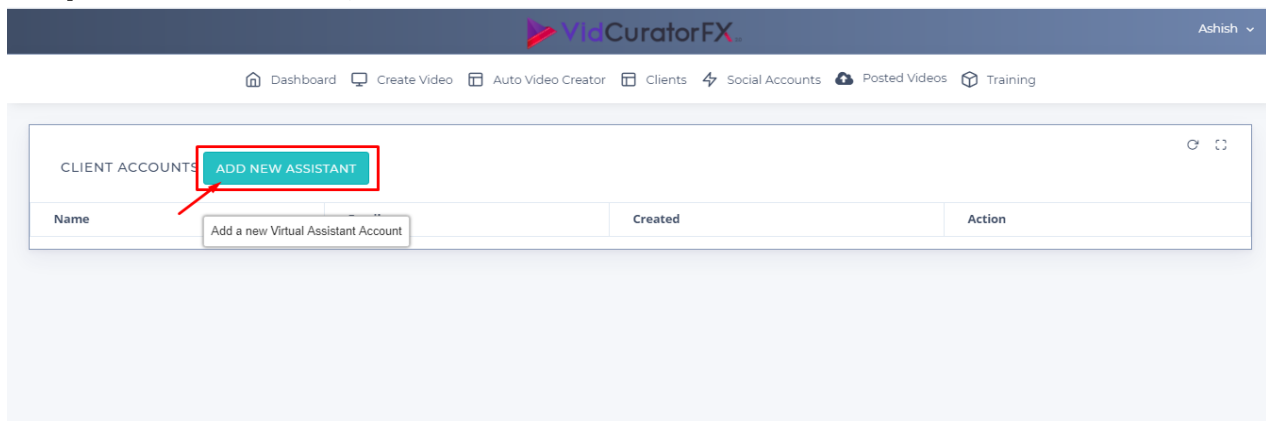 VidCuratorFX
Ashish
Dashboard Create Video Auto Video Creator Clients Social Accounts Posted Videos Training
CLIENT ACCOUNTS ADD NEW ASSISTANT
Name Created Action
Add a new Virtual Assistant Account